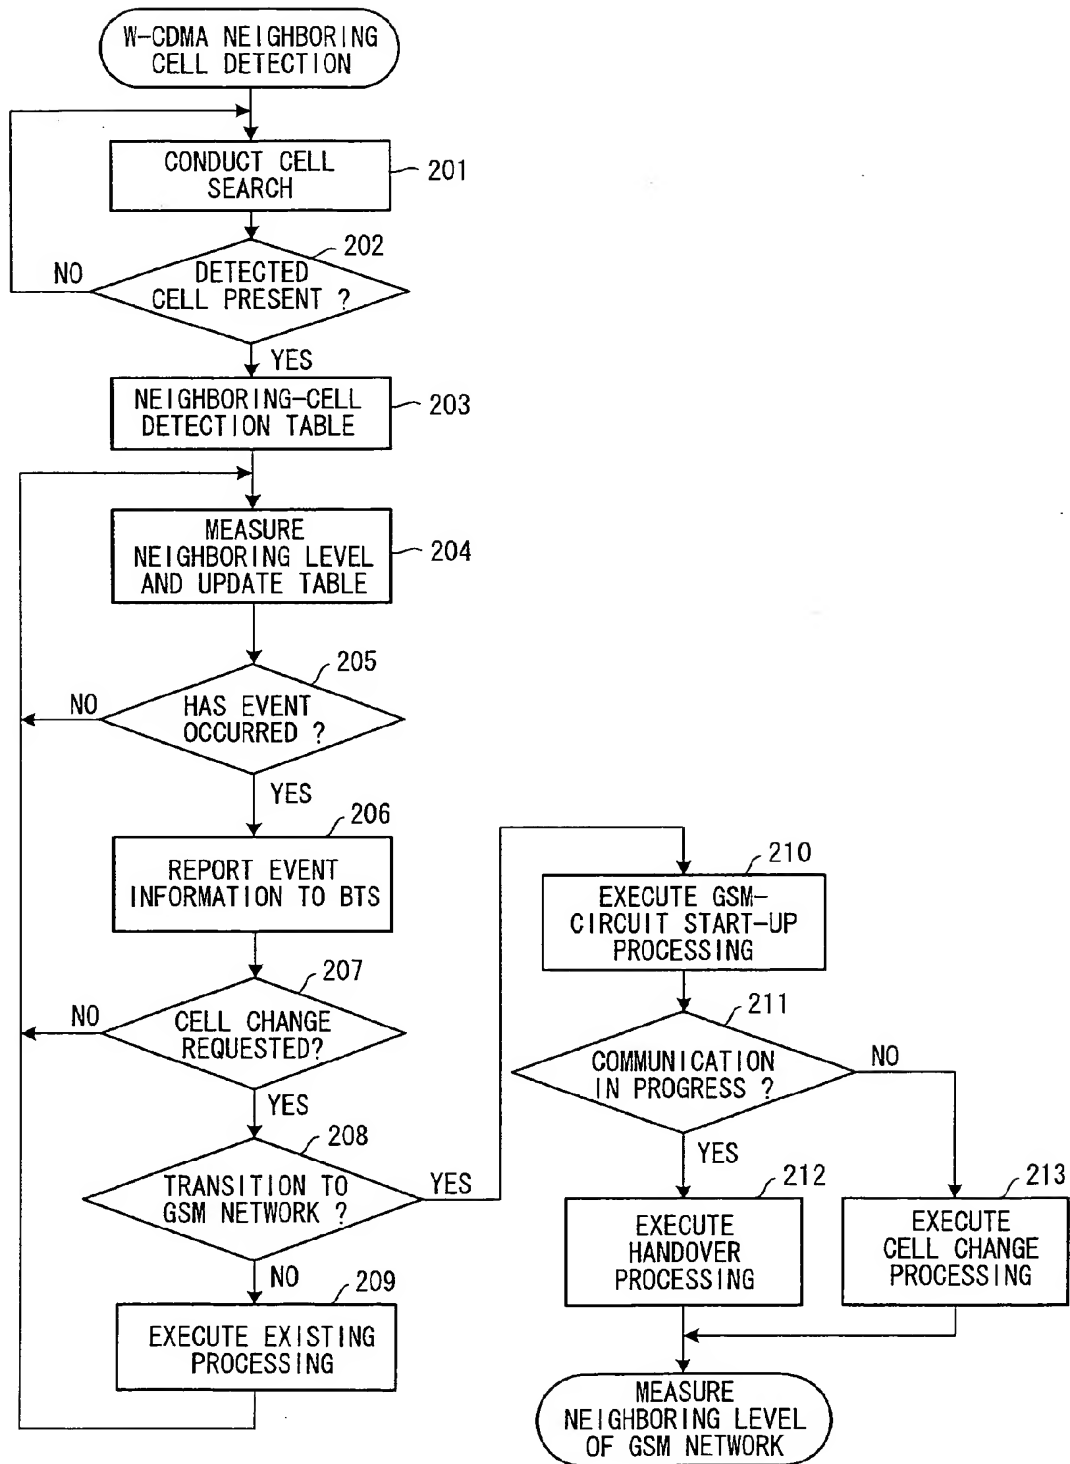 W-CDMA NEIGHBORING
CELL DETECTION
CONDUCT CELL
SEARCH
201
202
DETECTED
CELL PRESENT ?
NO
YES
NEIGHBORING-CELL
DETECTION TABLE
203
MEASURE
NEIGHBORING LEVEL
AND UPDATE TABLE
204
205
HAS EVENT
OCCURRED ?
NO
YES
206
REPORT EVENT
INFORMATION TO BTS
207
CELL CHANGE
REQUESTED?
NO
YES
208
TRANSITION TO
GSM NETWORK ?
YES
NO
209
EXECUTE EXISTING
PROCESSING
210
EXECUTE GSM-
CIRCUIT START-UP
PROCESSING
211
COMMUNICATION
IN PROGRESS ?
NO
YES
212
EXECUTE
HANDOVER
PROCESSING
213
EXECUTE
CELL CHANGE
PROCESSING
MEASURE
NEIGHBORING LEVEL
OF GSM NETWORK